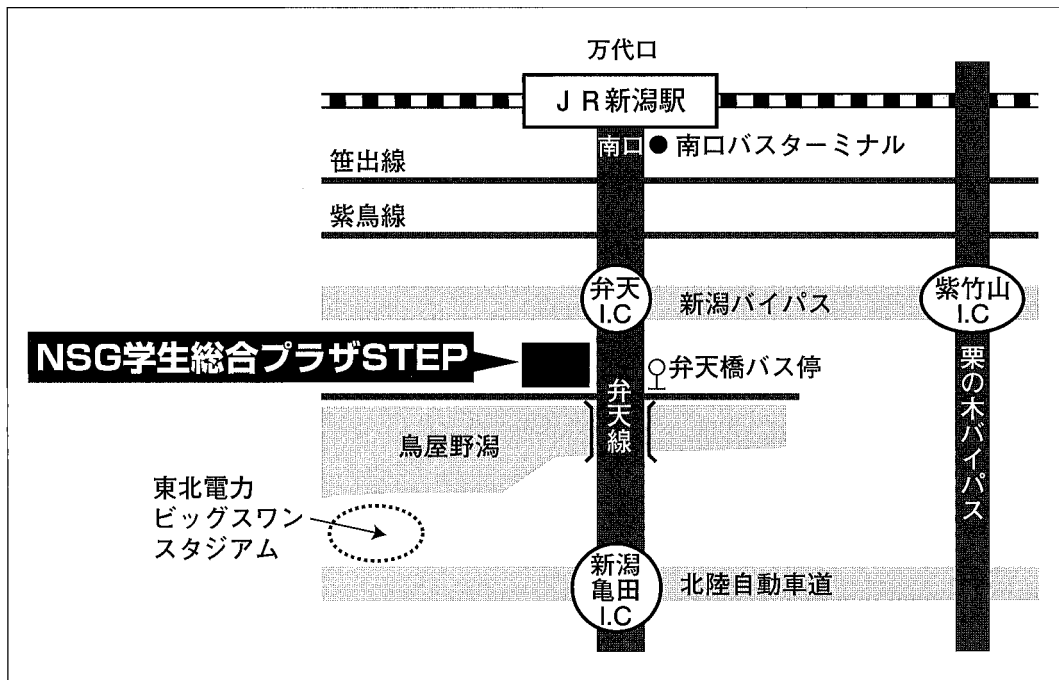 万代口
JR新潟駅
南口
南口バスターミナル
笹出線
紫鳥線
弁天
I.C
新潟バイパス
紫竹山
I.C
NSG学生総合プラザSTEP
弁天橋バス停
弁天線
栗の木バイパス
鳥屋野潟
東北電力
ビッグスワン
スタジアム
新潟
亀田
I.C
北陸自動車道